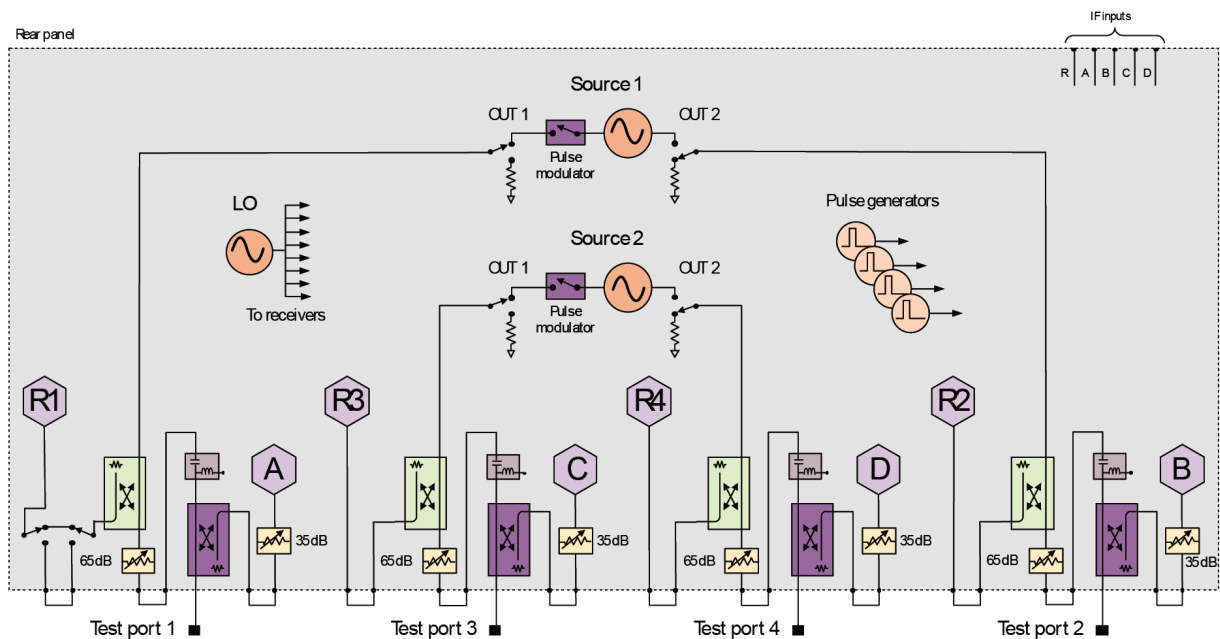 IF inputs
Rear panel
R A B C D
Source 1
OUT 1
OUT 2
Pulse
modulator
LO
Pulse generators
Source 2
OUT 1
OUT 2
To receivers
Pulse
modulator
R1
R3
R4
R2
A
C
D
B
65dB
35dB
65dB
35dB
65dB
35dB
65dB
35dB
Test port 1
Test port 3
Test port 4
Test port 2